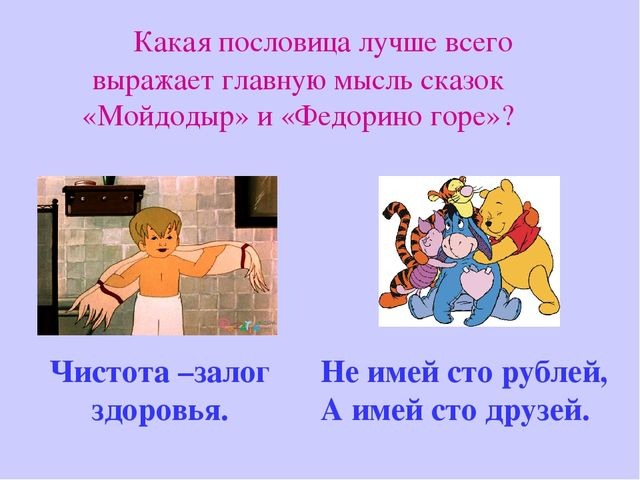 Какая пословица лучше всего
выражает главную мысль сказок
«Мойдодыр» и «Федорино горе»?
Чистота –залог
здоровья.
Не имей сто рублей,
А имей сто друзей.